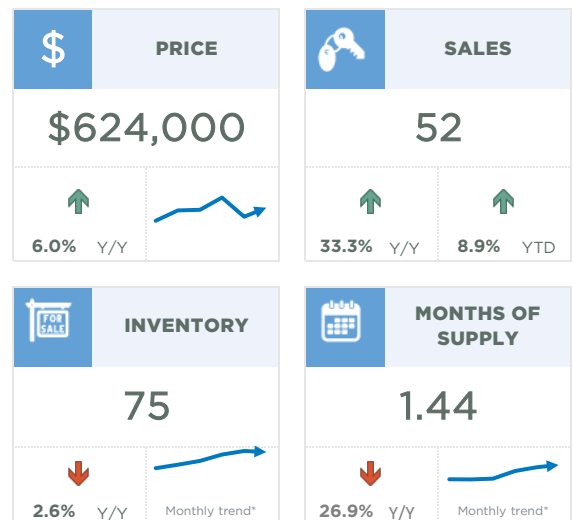 $
PRICE
$624,000
6.0% Y/Y
SALES
52
33.3% Y/Y
8.9% YTD
FOR
SALE
INVENTORY
75
2.6% Y/Y
Monthly trend*
MONTHS OF
SUPPLY
1.44
26.9% Y/Y
Monthly trend*